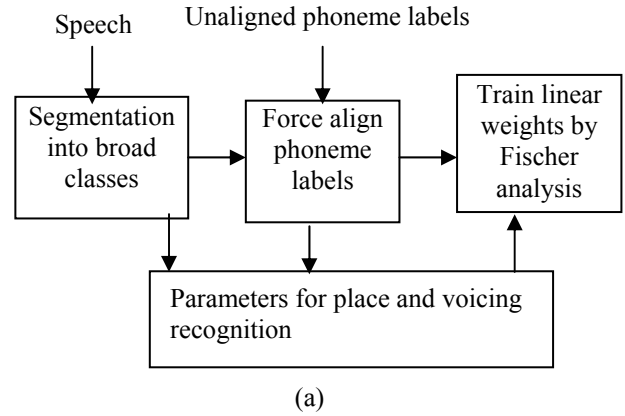 Speech
Unaligned phoneme labels
Segmentation
into broad
classes
Force align
phoneme
labels
Train linear
weights by
Fischer
analysis
Parameters for place and voicing
recognition
(a)